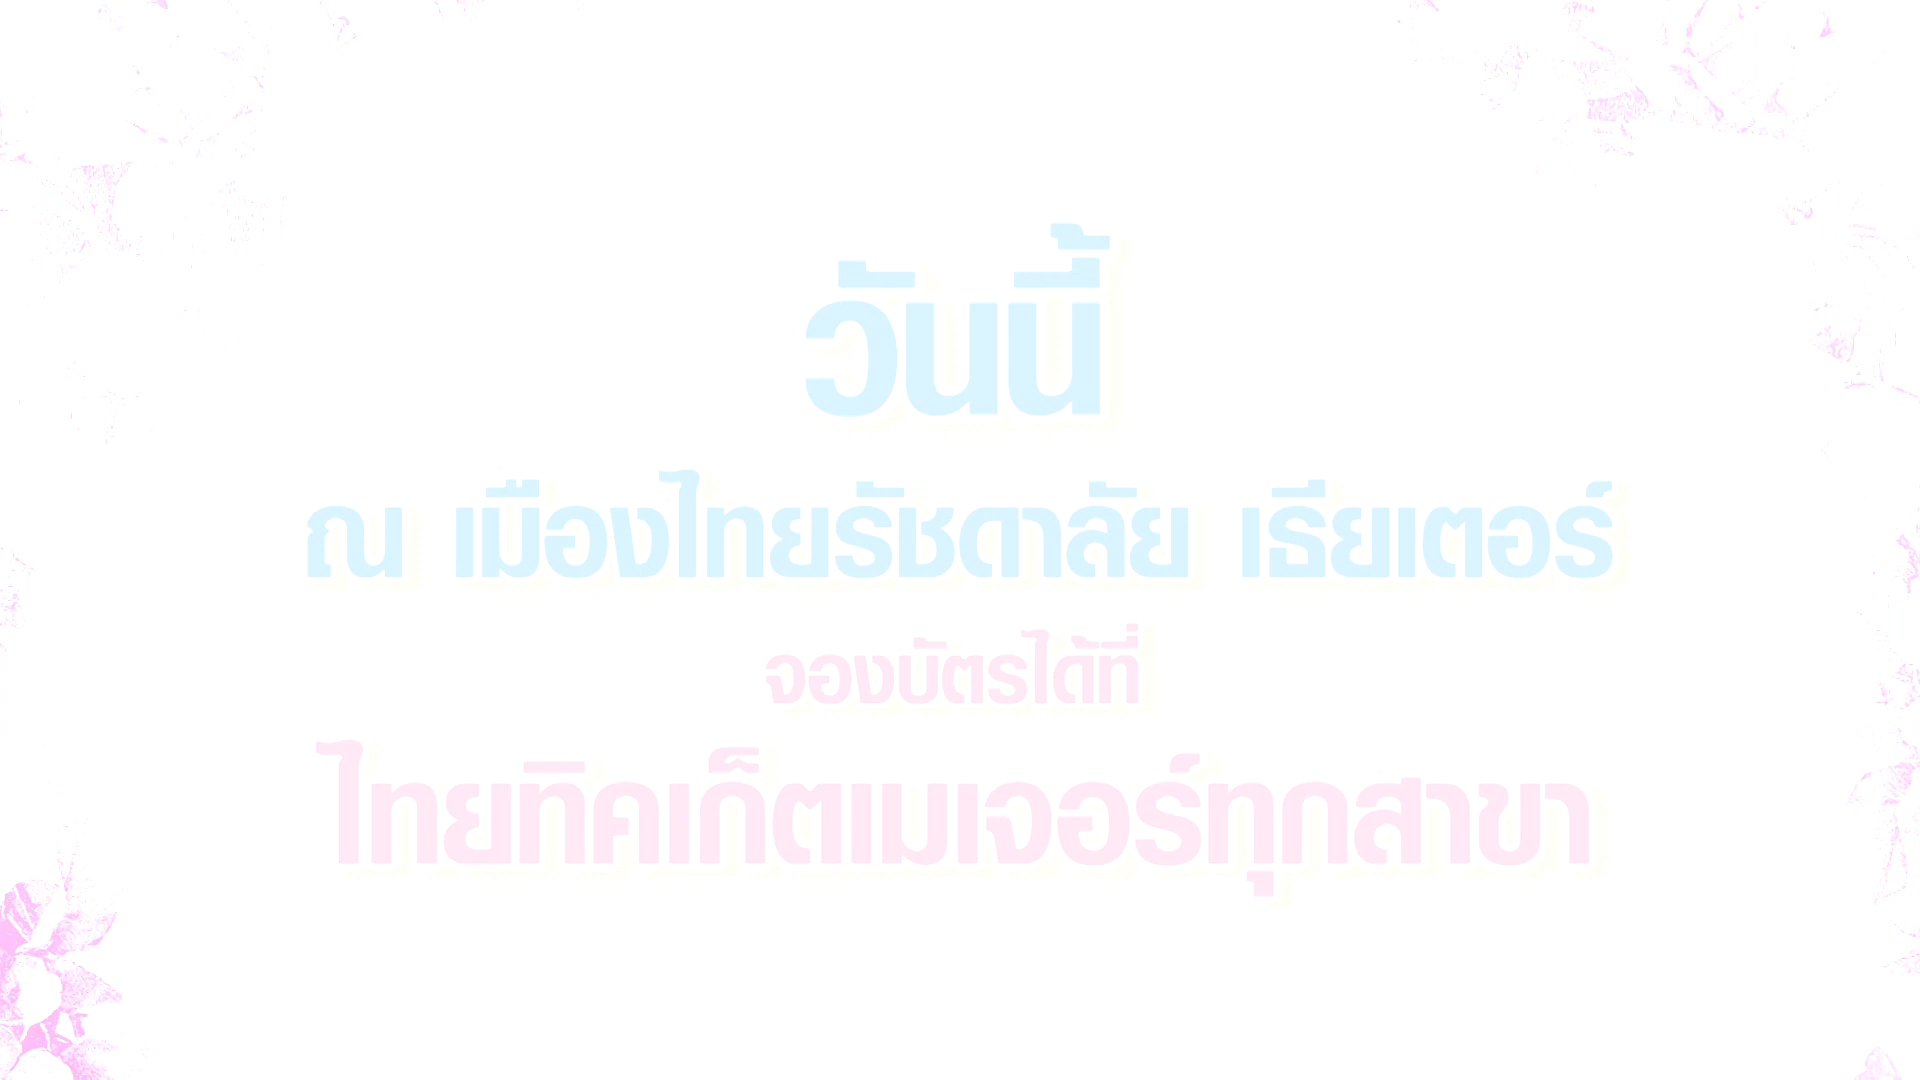 วันนี้
ณ เมืองไทยรัชดาลัย เธียเตอร์
จองบัตรได้ที่
ไทยทิคเก็ตเมเจอร์ทุกสาขา